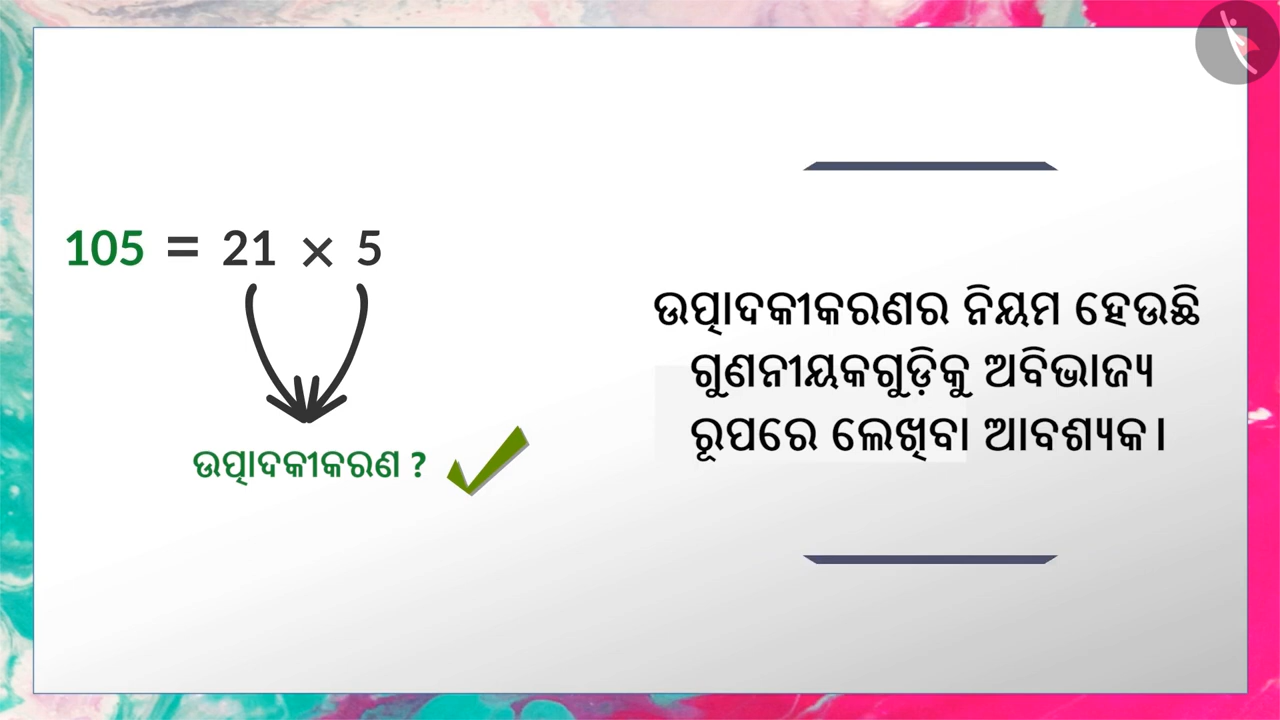 105 = 21 × 5
ଉତ୍ପାଦକୀକରଣ ?
ଉତ୍ପାଦକୀକରଣର ନିୟମ ହେଉଛି
ଗୁଣନୀୟକଗୁଡ଼ିକୁ ଅବିଭାଜ୍ୟ
ରୂପରେ ଲେଖିବା ଆବଶ୍ୟକ।